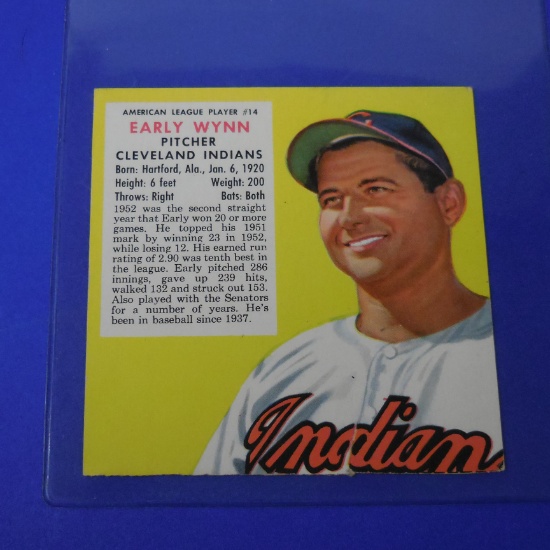 AMERICAN LEAGUE PLAYER #14
EARLY WYNN
PITCHER
CLEVELAND INDIANS
Born: Hartford, Ala., Jan. 6, 1920
Height: 6 feet Weight: 200
Throws: Right Bats: Both
1952 was the second straight
year that Early won 20 or more
games. He topped his 1951
mark by winning 23 in 1952,
while losing 12. His earned run
rating of 2.90 was tenth best in
the league. Early pitched 286
innings, gave up 239 hits,
walked 132 and struck out 153.
Also played with the Senators
for a number of years. He's
been in baseball since 1937.
Indian